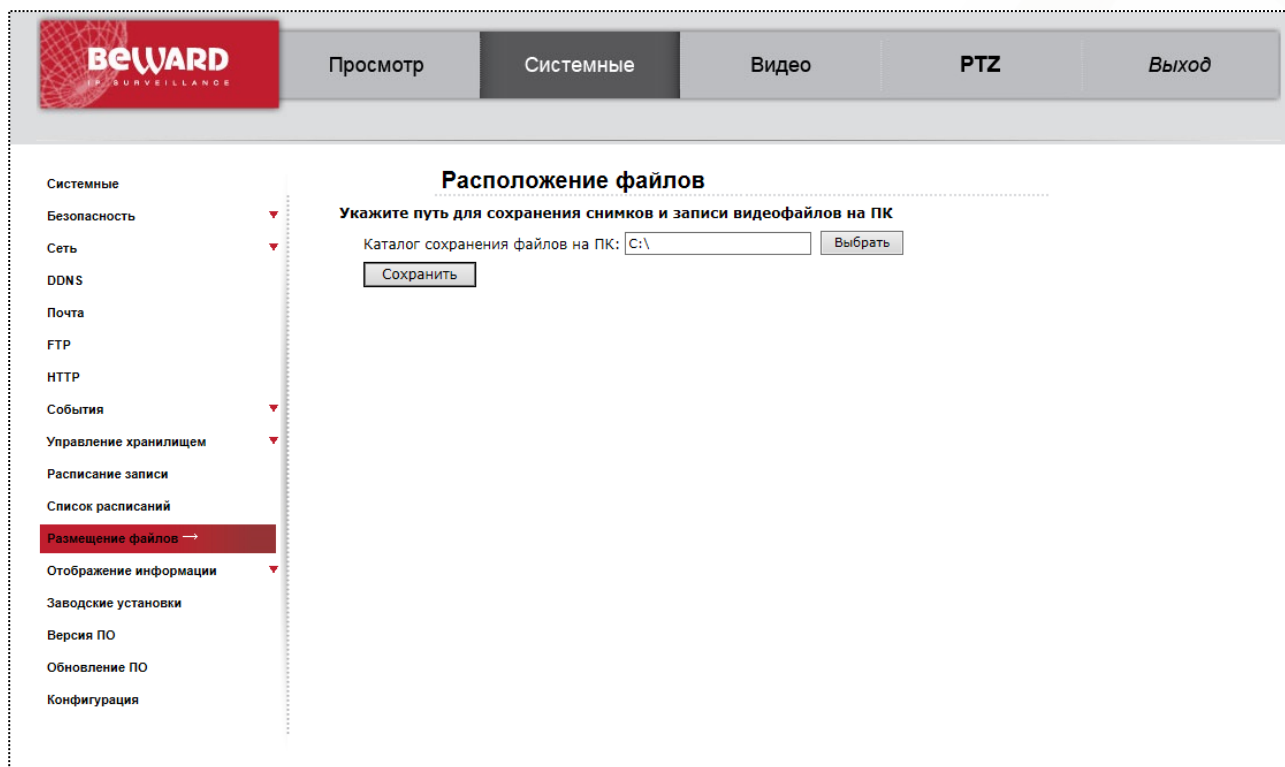 BEWARD
IP SURVEILLANCE
Просмотр
Системные
Видео
PTZ
Выход
Системные
Безопасность
Сеть
DDNS
Почта
FTP
HTTP
События
Управление хранилищем
Расписание записи
Список расписаний
Размещение файлов →
Отображение информации
Заводские установки
Версия ПО
Обновление ПО
Конфигурация
Расположение файлов
Укажите путь для сохранения снимков и записи видеофайлов на ПК
Каталог сохранения файлов на ПК: C:\ Выбрать
Сохранить